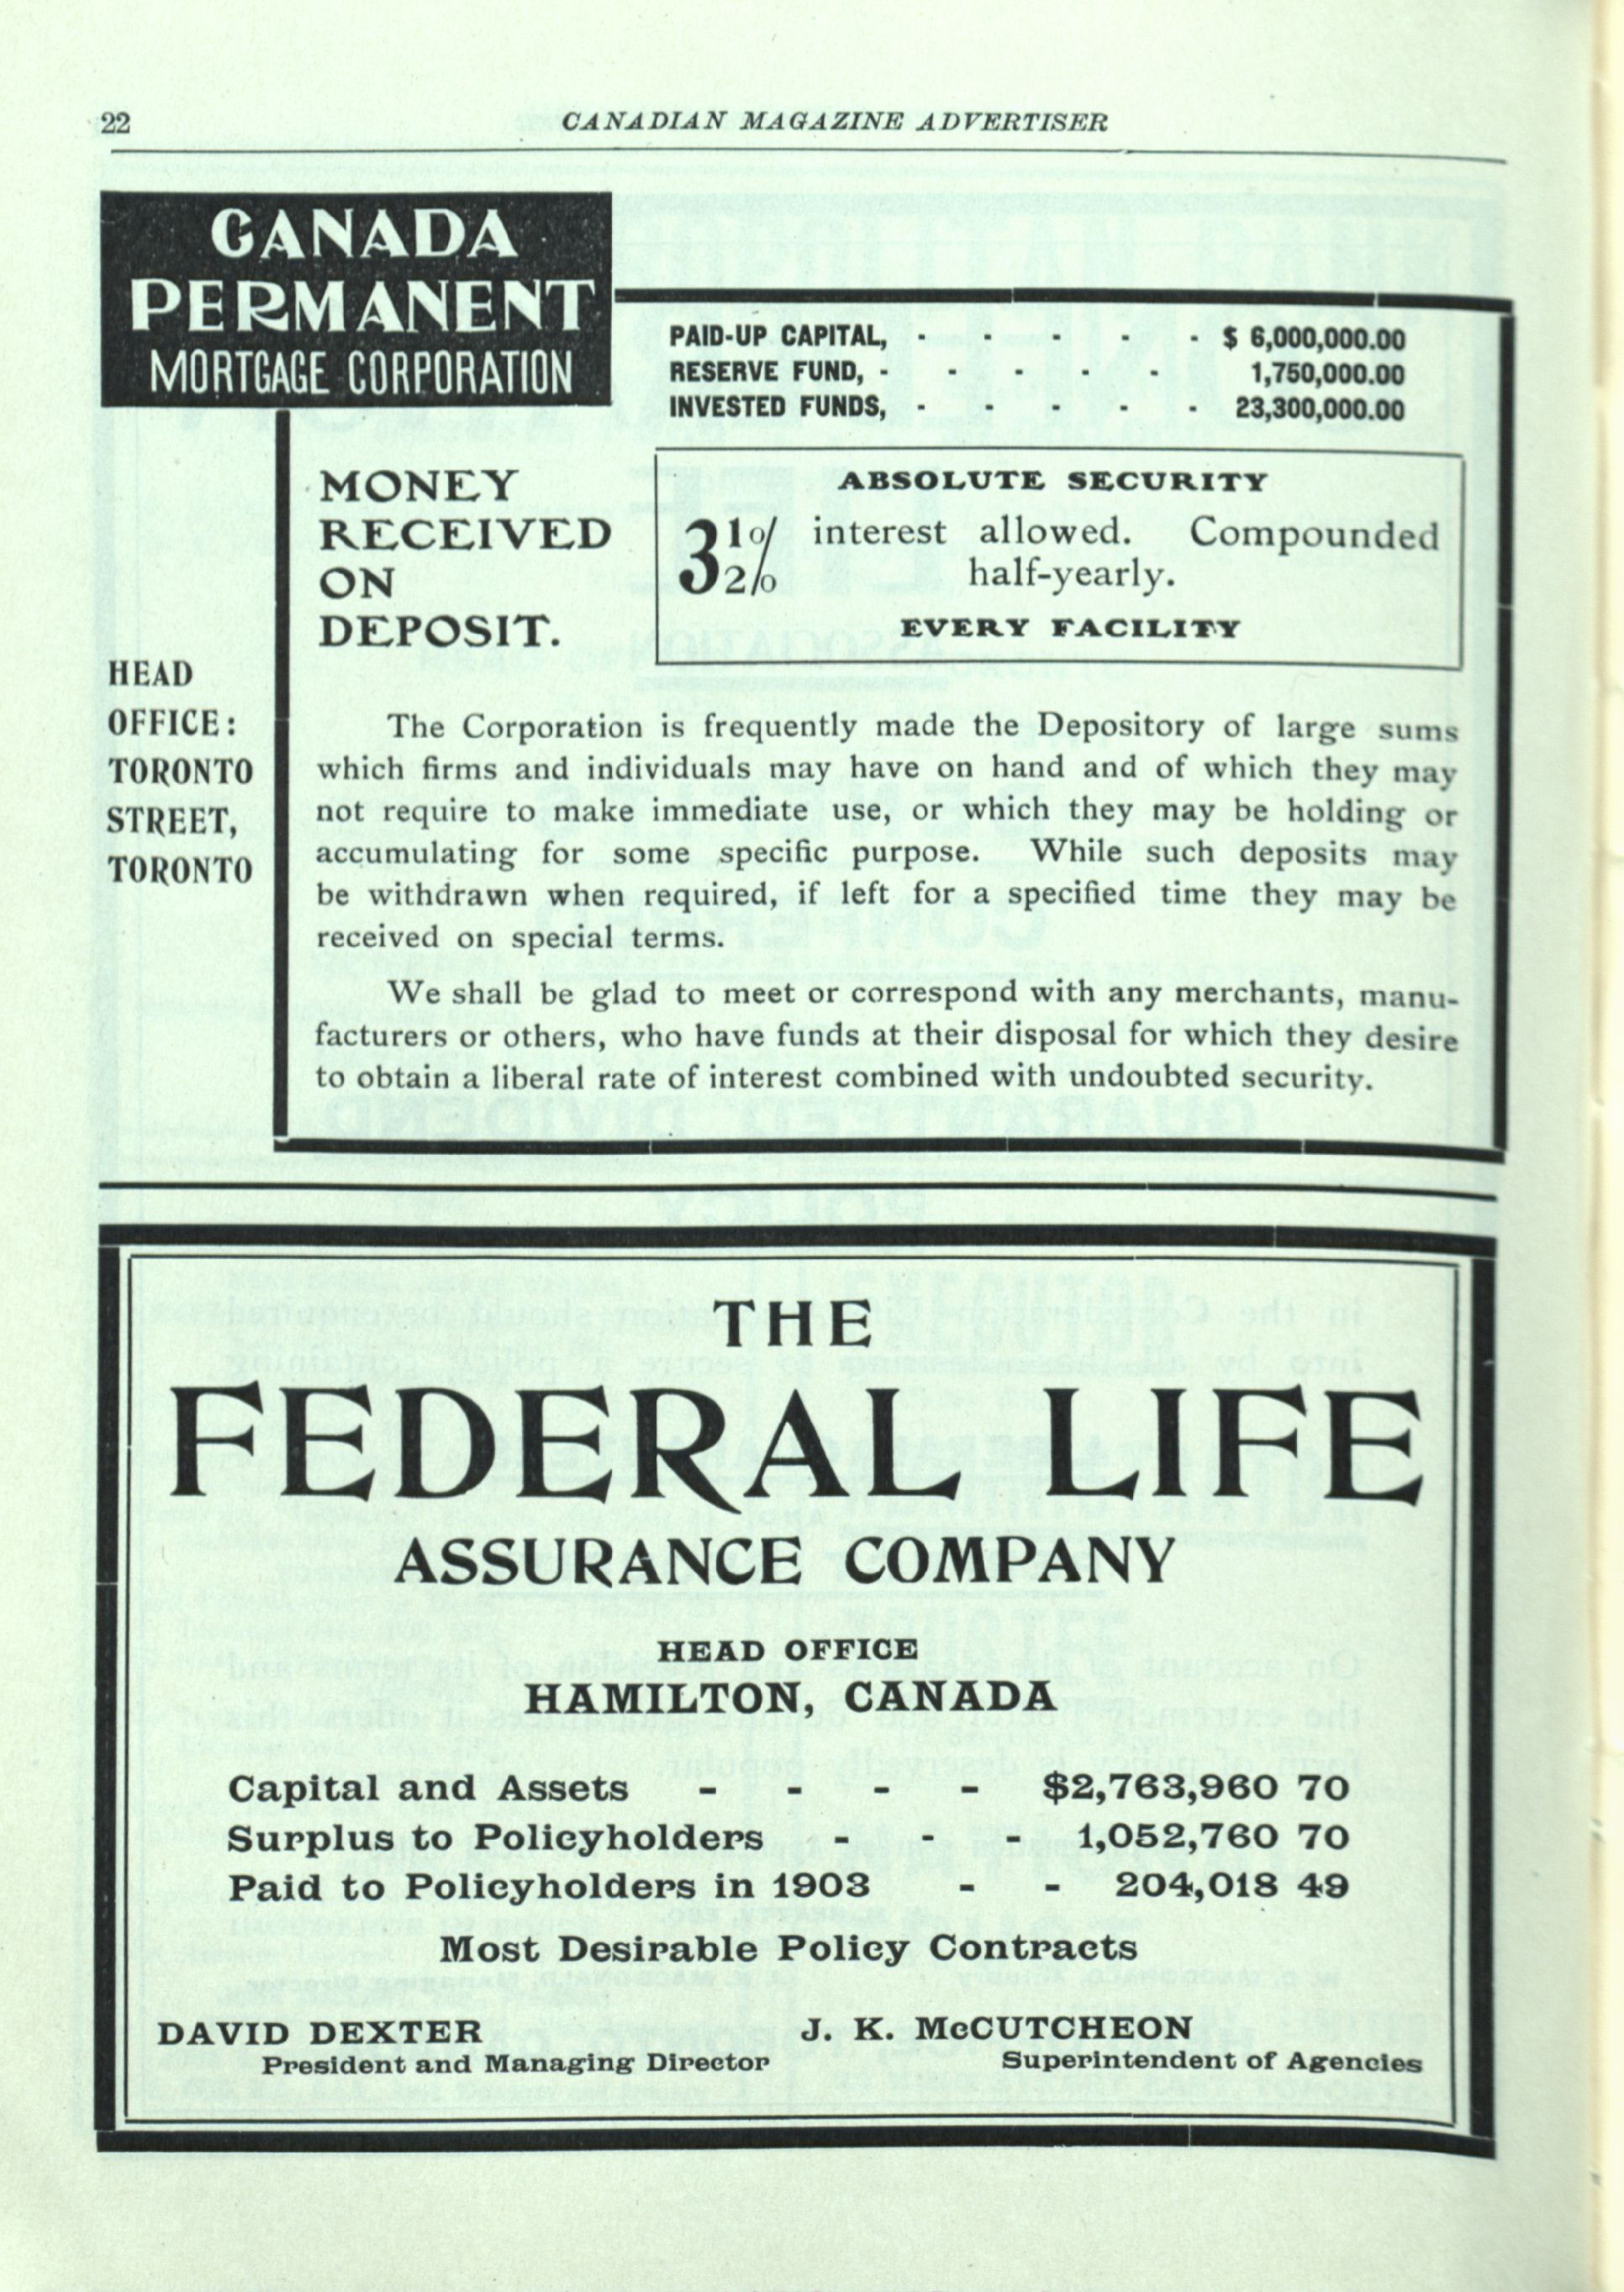 22
CANADIAN MAGAZINE ADVERTISER
CANADA
PERMANENT
MORTGAGE CORPORATION
PAID-UP CAPITAL, - - - - - $ 6,000,000.00
RESERVE FUND, - - - - - 1,750,000.00
INVESTED FUNDS, - - - - - 23,300,000.00
MONEY
RECEIVED
ON
DEPOSIT.
ABSOLUTE SECURITY
3½% interest allowed. Compounded
half-yearly.
EVERY FACILITY
HEAD
OFFICE:
TORONTO
STREET,
TORONTO
The Corporation is frequently made the Depository of large sums
which firms and individuals may have on hand and of which they may
not require to make immediate use, or which they may be holding or
accumulating for some specific purpose. While such deposits may
be withdrawn when required, if left for a specified time they may be
received on special terms.
We shall be glad to meet or correspond with any merchants, manu-
facturers or others, who have funds at their disposal for which they desire
to obtain a liberal rate of interest combined with undoubted security.
THE
FEDERAL LIFE
ASSURANCE COMPANY
HEAD OFFICE
HAMILTON, CANADA
Capital and Assets - - - - $2,763,960 70
Surplus to Policyholders - - - 1,052,760 70
Paid to Policyholders in 1903 - - 204,018 49
Most Desirable Policy Contracts
DAVID DEXTER
President and Managing Director
J. K. McCUTCHEON
Superintendent of Agencies